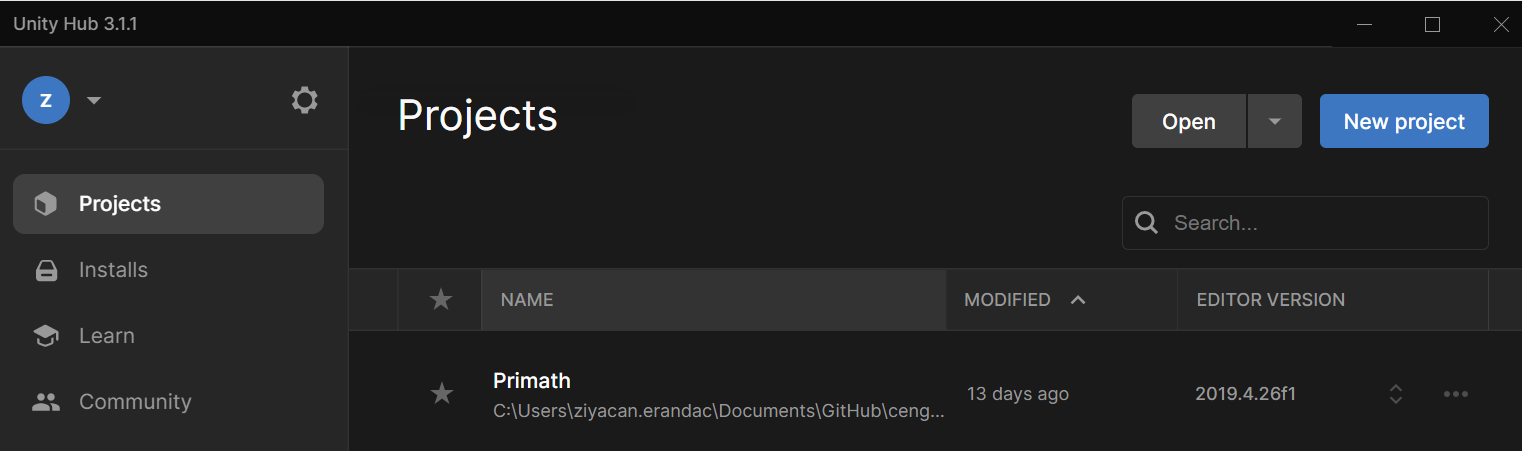 Unity Hub 3.1.1
Z
Projects
Open
New project
Projects
Search...
Installs
NAME
MODIFIED
EDITOR VERSION
Learn
Primath
13 days ago
2019.4.26f1
C:\Users\ziyacan.erandac\Documents\GitHub\ceng...
Community